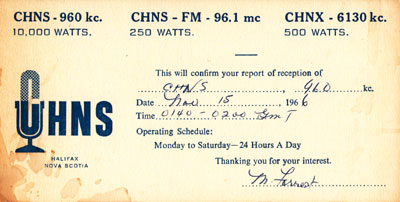 CHNS - 960 kc. CHNS - FM - 96.1 mc CHNX - 6130 kc.
10,000 WATTS. 250 WATTS. 500 WATTS.
This will confirm your report of reception of
CHNS, 960 kc.
Date Nov 15, 1966
Time 0140-0200 GMT
Operating Schedule:
Monday to Saturday—24 Hours A Day
Thanking you for your interest.
M Forrest
CHNS
HALIFAX
NOVA SCOTIA